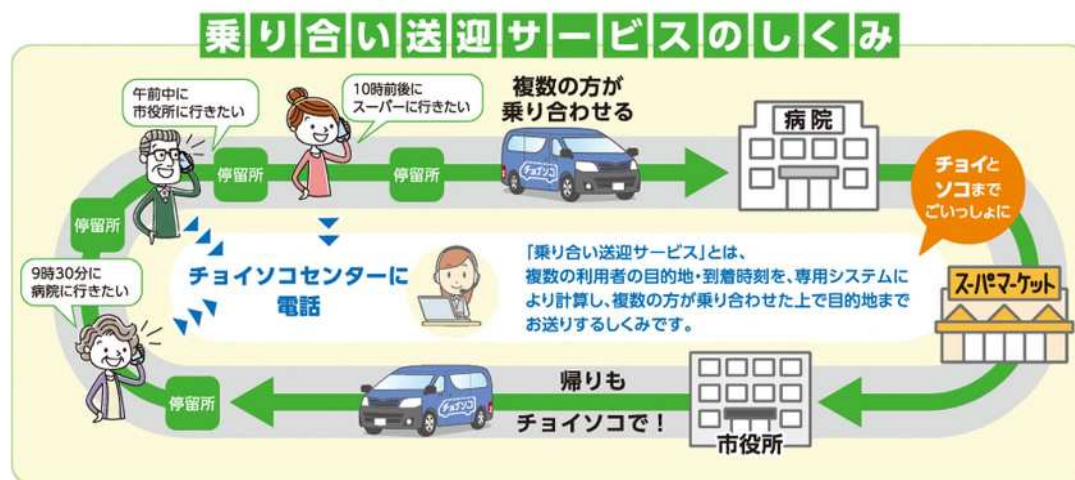 乗り合い送迎サービスのしくみ
午前中に
市役所に行きたい
10時前後に
スーパーに行きたい
複数の方が
乗り合わせる
病院
チョイと
ソコまで
ごいっしょに
停留所
停留所
停留所
チョイソコ
9時30分に
病院に行きたい
チョイソコセンターに
電話
「乗り合い送迎サービス」とは、
複数の利用者の目的地・到着時刻を、専用システムに
より計算し、複数の方が乗り合わせた上で目的地まで
お送りするしくみです。
スーパーマーケット
停留所
チョイソコ
帰りも
チョイソコで！
市役所